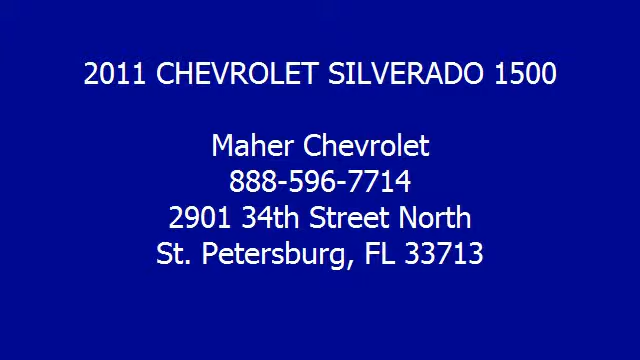 2011 CHEVROLET SILVERADO 1500
Maher Chevrolet
888-596-7714
2901 34th Street North
St. Petersburg, FL 33713